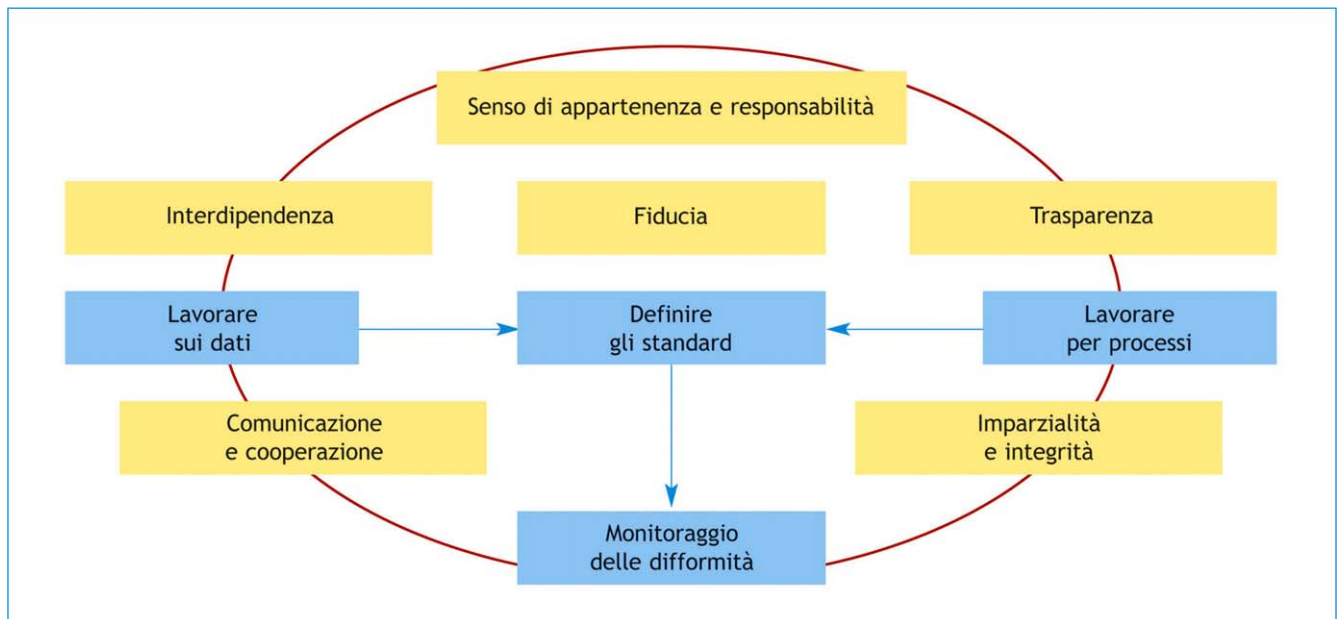 Senso di appartenenza e responsabilità
Interdipendenza
Fiducia
Trasparenza
Lavorare
sui dati
Definire
gli standard
Lavorare
per processi
Comunicazione
e cooperazione
Imparzialità
e integrità
Monitoraggio
delle difformità